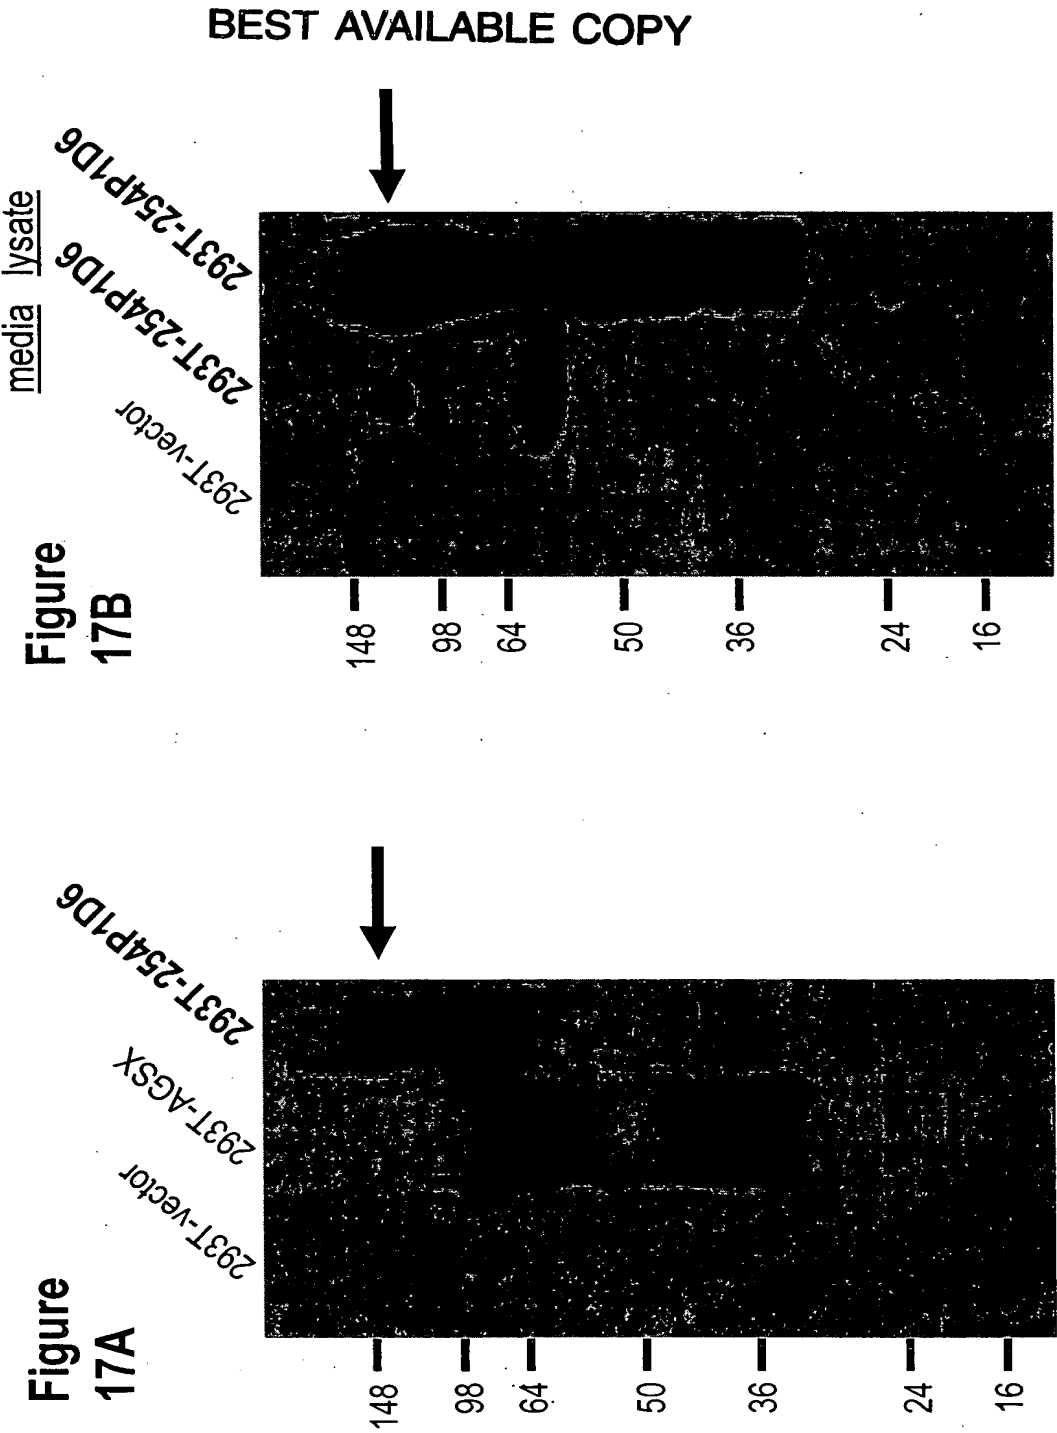 BEST AVAILABLE COPY
Figure
17A
293T-vector
293T-AGSX
293T-254P1D6
148
98
64
50
36
24
16
Figure
17B
media
lysate
293T-vector
293T-254P1D6
293T-254P1D6
148
98
64
50
36
24
16